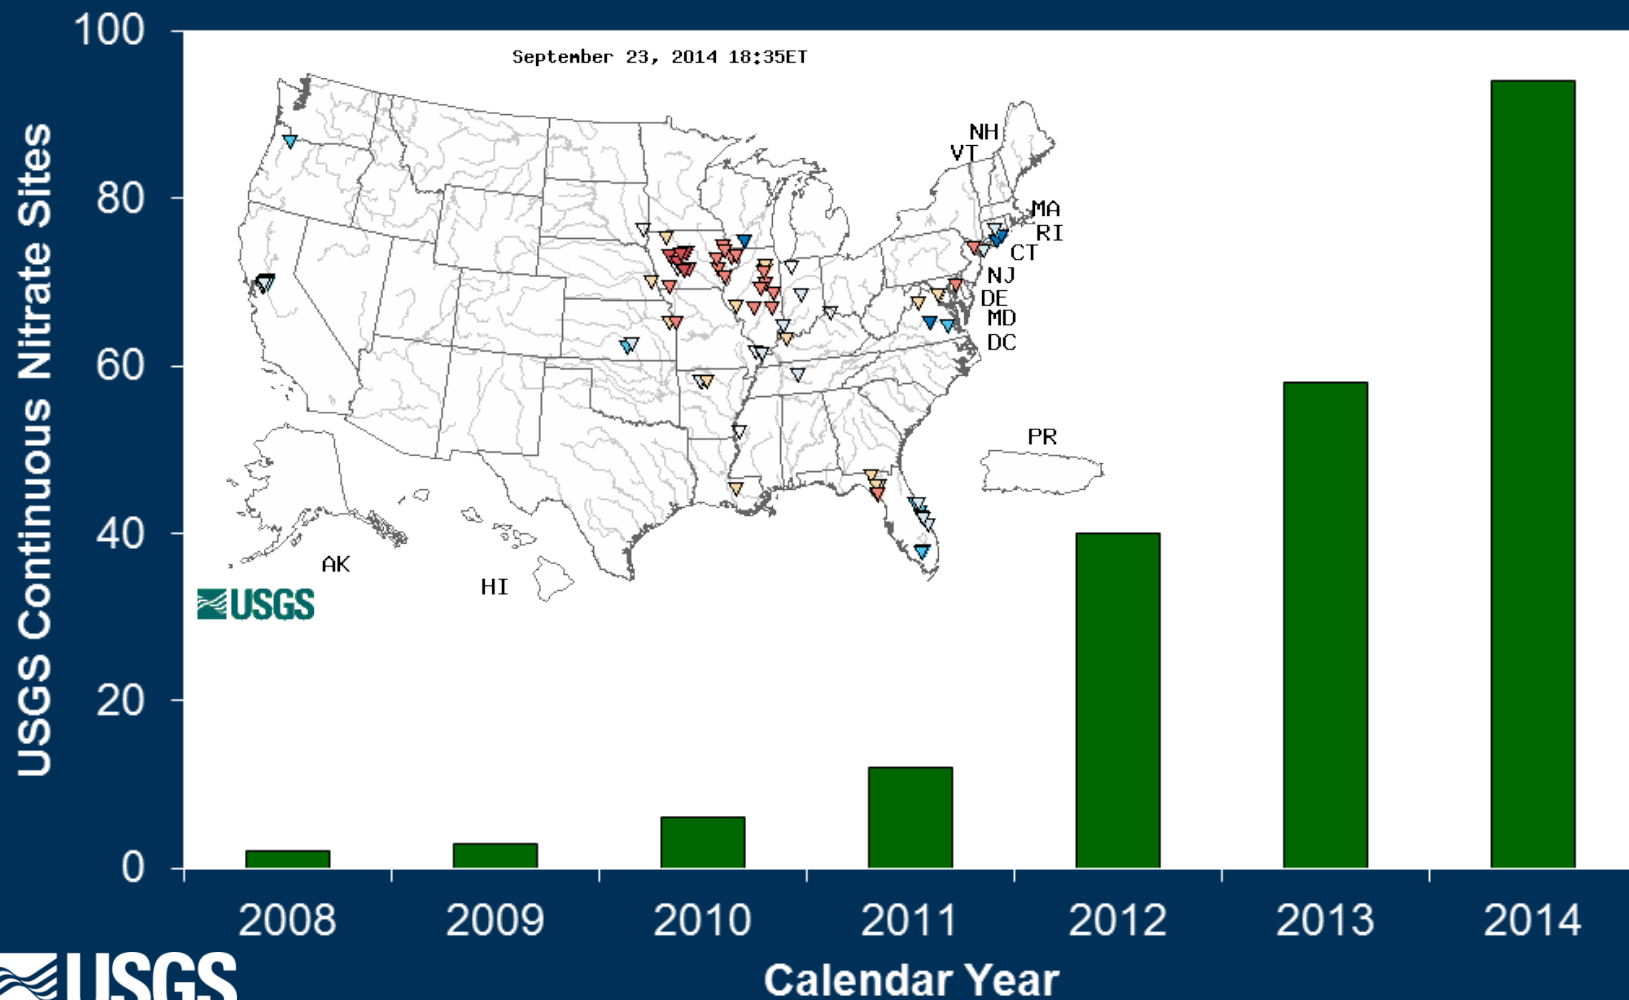 100
80
60
40
20
0
USGS Continuous Nitrate Sites
September 23, 2014 18:35ET
NH
VT
MA
RI
CT
NJ
DE
MD
DC
PR
AK
HI
USGS
2008 2009 2010 2011 2012 2013 2014
Calendar Year
USGS